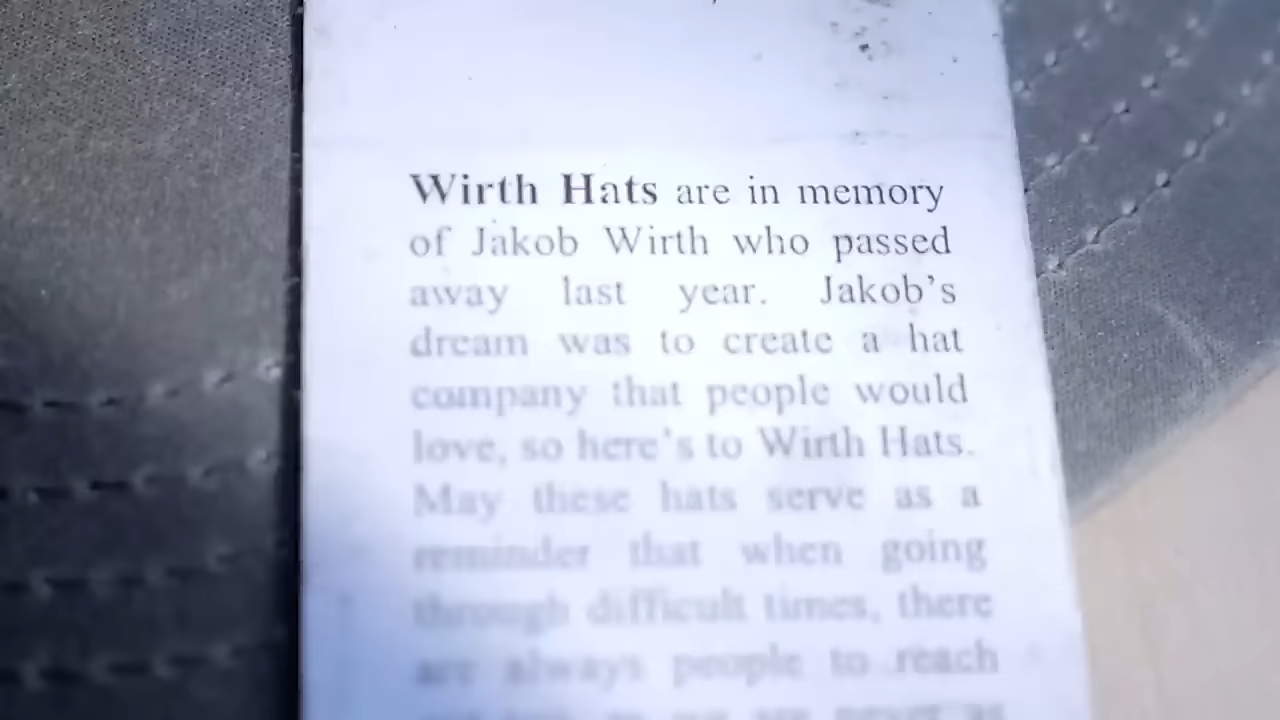 Wirth Hats are in memory
of Jakob Wirth who passed
away last year. Jakob's
dream was to create a hat
company that people would
love, so here's to Wirth Hats.
May these hats serve as a
reminder that when going
through difficult times, there
are always people to reach